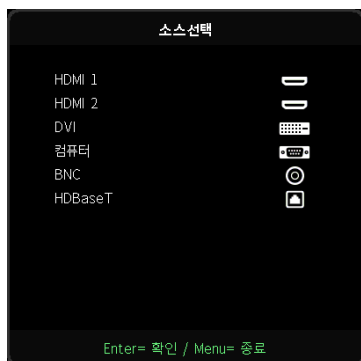 소스선택
HDMI 1
HDMI 2
DVI
컴퓨터
BNC
HDBaseT
Enter= 확인 / Menu= 종료